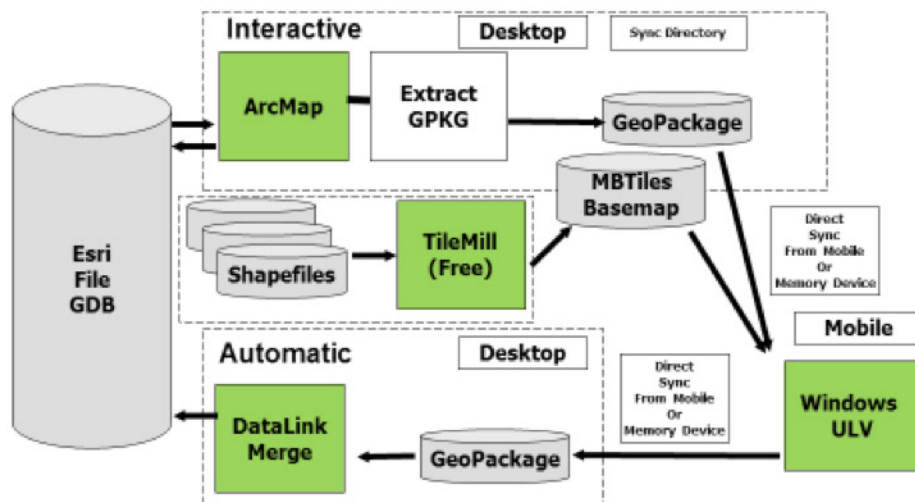 Interactive
Desktop
Sync Directory
ArcMap
Extract
GPKG
GeoPackage
MBTiles
Basemap
Esri
File
GDB
Shapefiles
TileMill
(Free)
Direct
Sync
From Mobile
Or
Memory Device
Mobile
Automatic
Desktop
Direct
Sync
From Mobile
Or
Memory Device
Windows
ULV
DataLink
Merge
GeoPackage